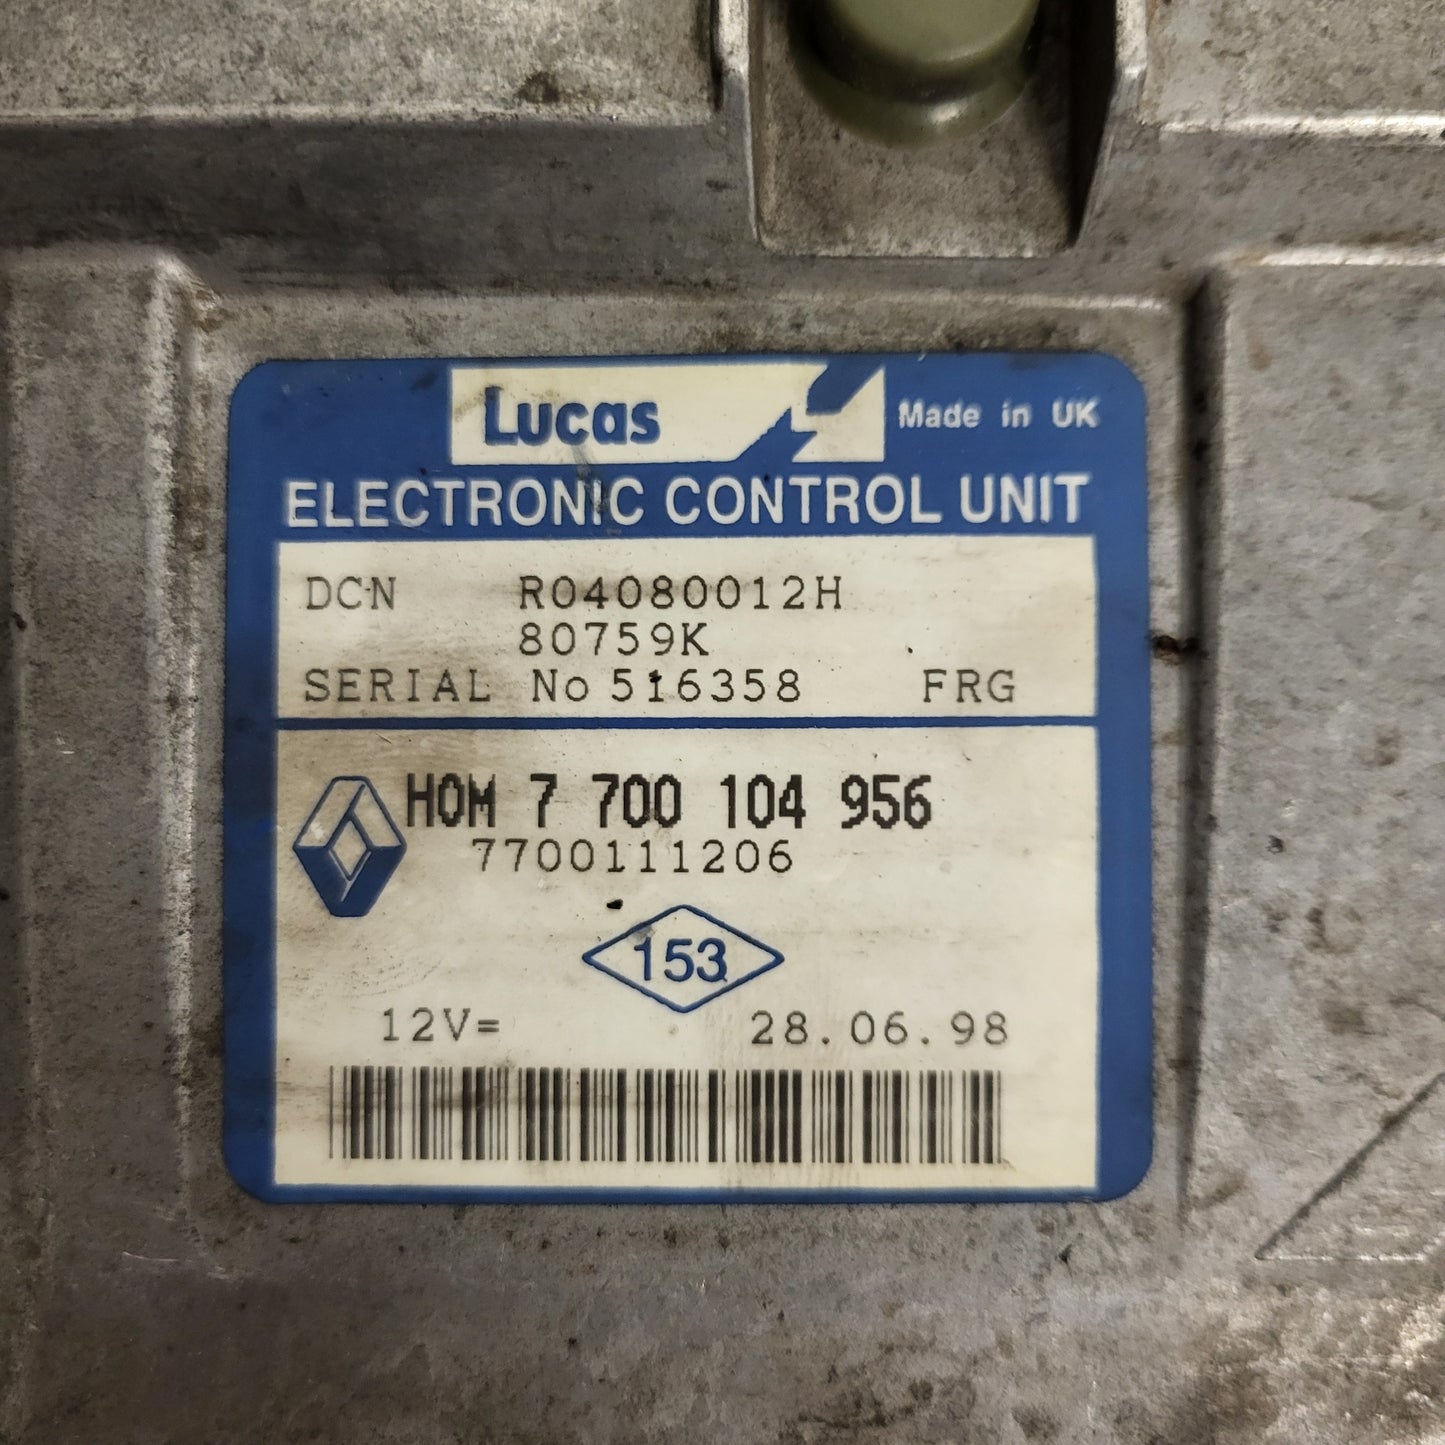 Lucas Made in UK
ELECTRONIC CONTROL UNIT
DCN R04080012H
80759K
SERIAL No 516358 FRG
HOM 7 700 104 956
7700111206
153
12V= 28.06.98